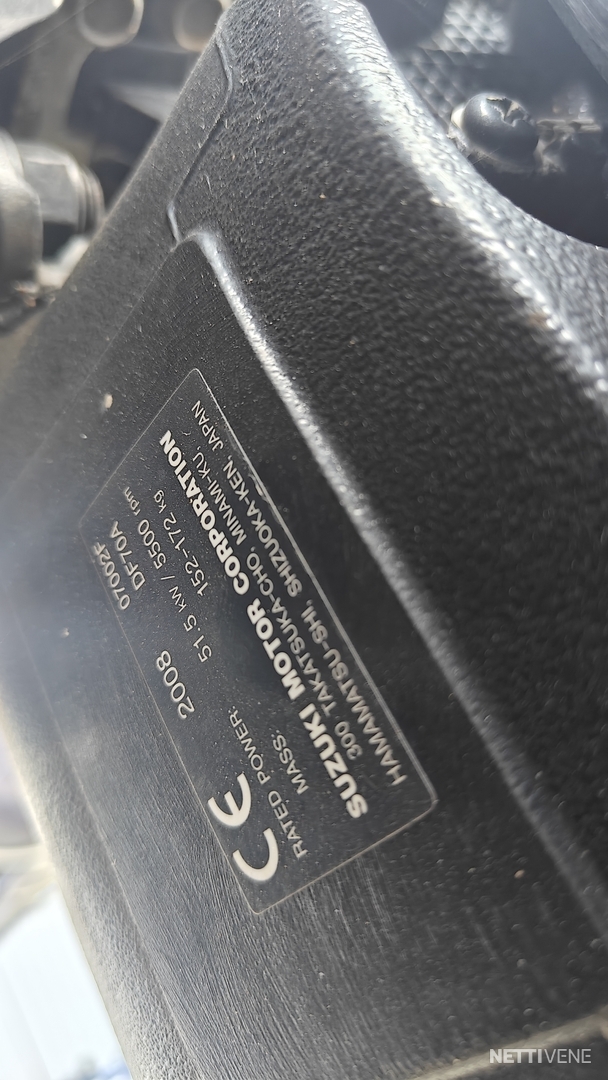 07002F
DF70A
CE 2008
RATED POWER: 51.5 kW / 5500 rpm
MASS: 152-172 kg
SUZUKI MOTOR CORPORATION
300, TAKATSUKA-CHO, MINAMI-KU,
HAMAMATSU-SHI, SHIZUOKA-KEN, JAPAN
NETTIVENE